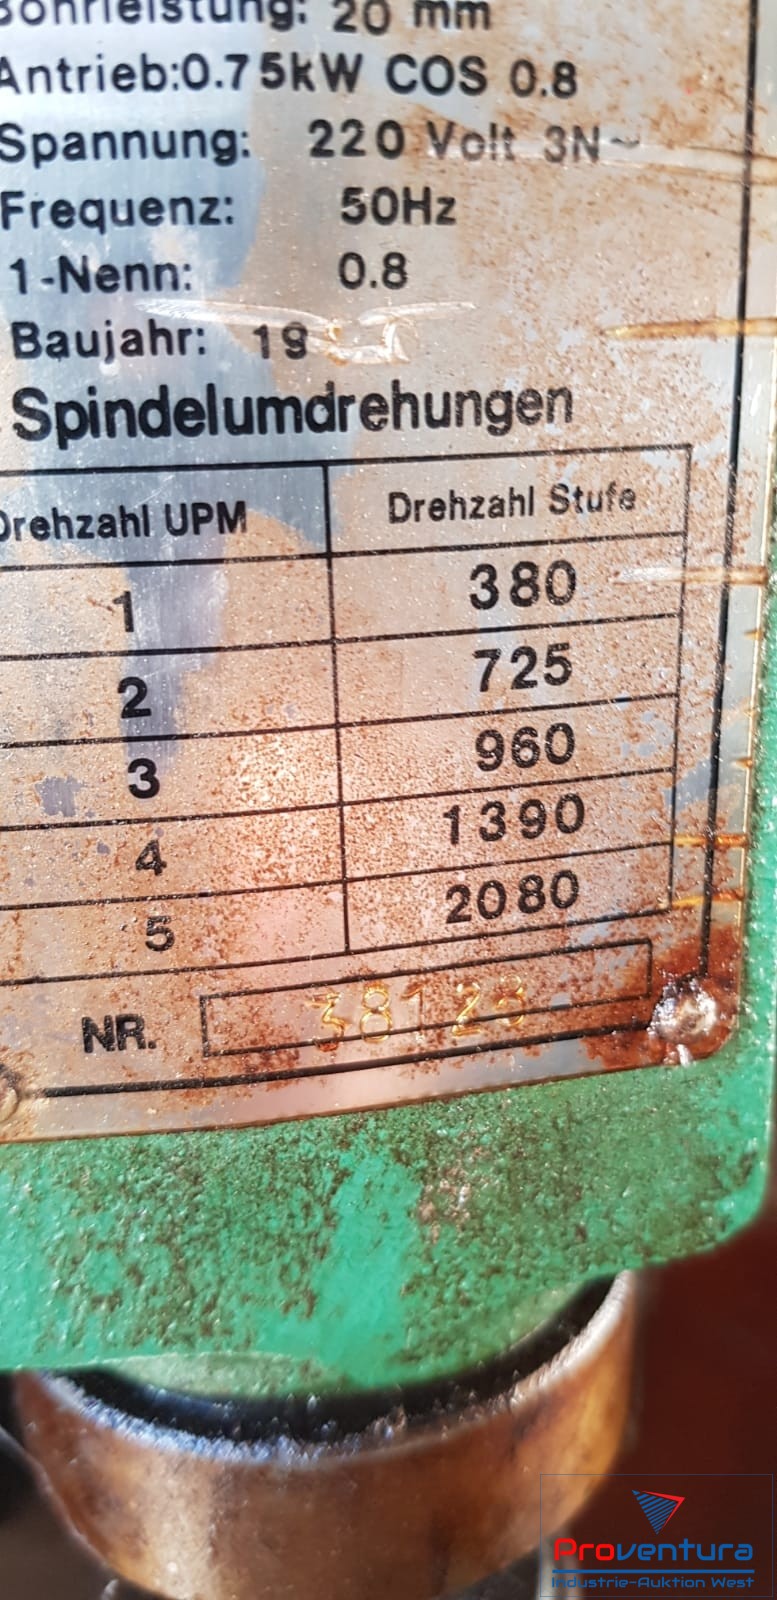 Bohrleistung: 20 mm
Antrieb:0.75kW COS 0.8
Spannung: 220 Volt 3N~
Frequenz: 50Hz
1-Nenn: 0.8
Baujahr: 19
Spindelumdrehungen
Drehzahl UPM Drehzahl Stufe
1 380
2 725
3 960
4 1390
5 2080
NR. 38123
Proventura
Industrie-Auktion West